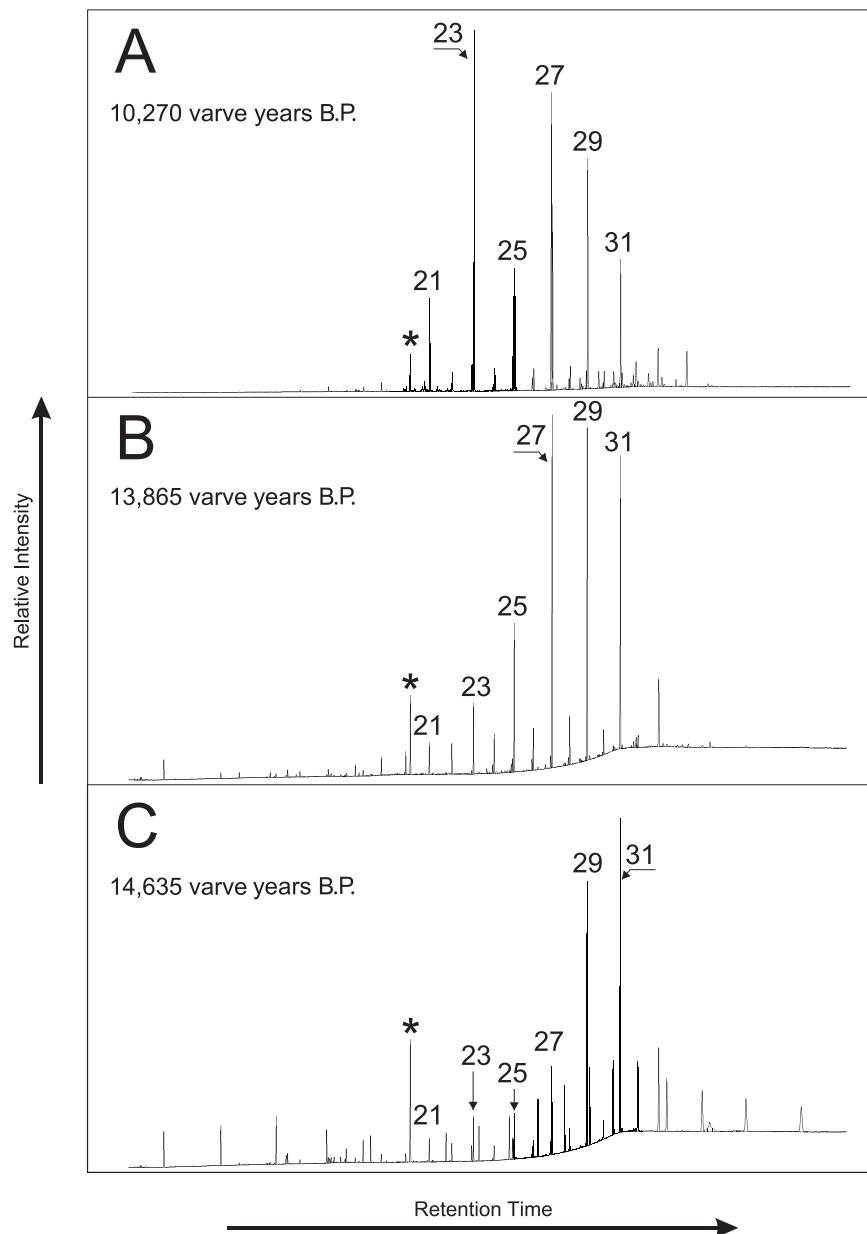 A
10,270 varve years B.P.
23
27
29
31
25
21
*
B
13,865 varve years B.P.
27
29
31
25
23
*
21
C
14,635 varve years B.P.
31
29
*
27
23
25
21
Relative Intensity
Retention Time